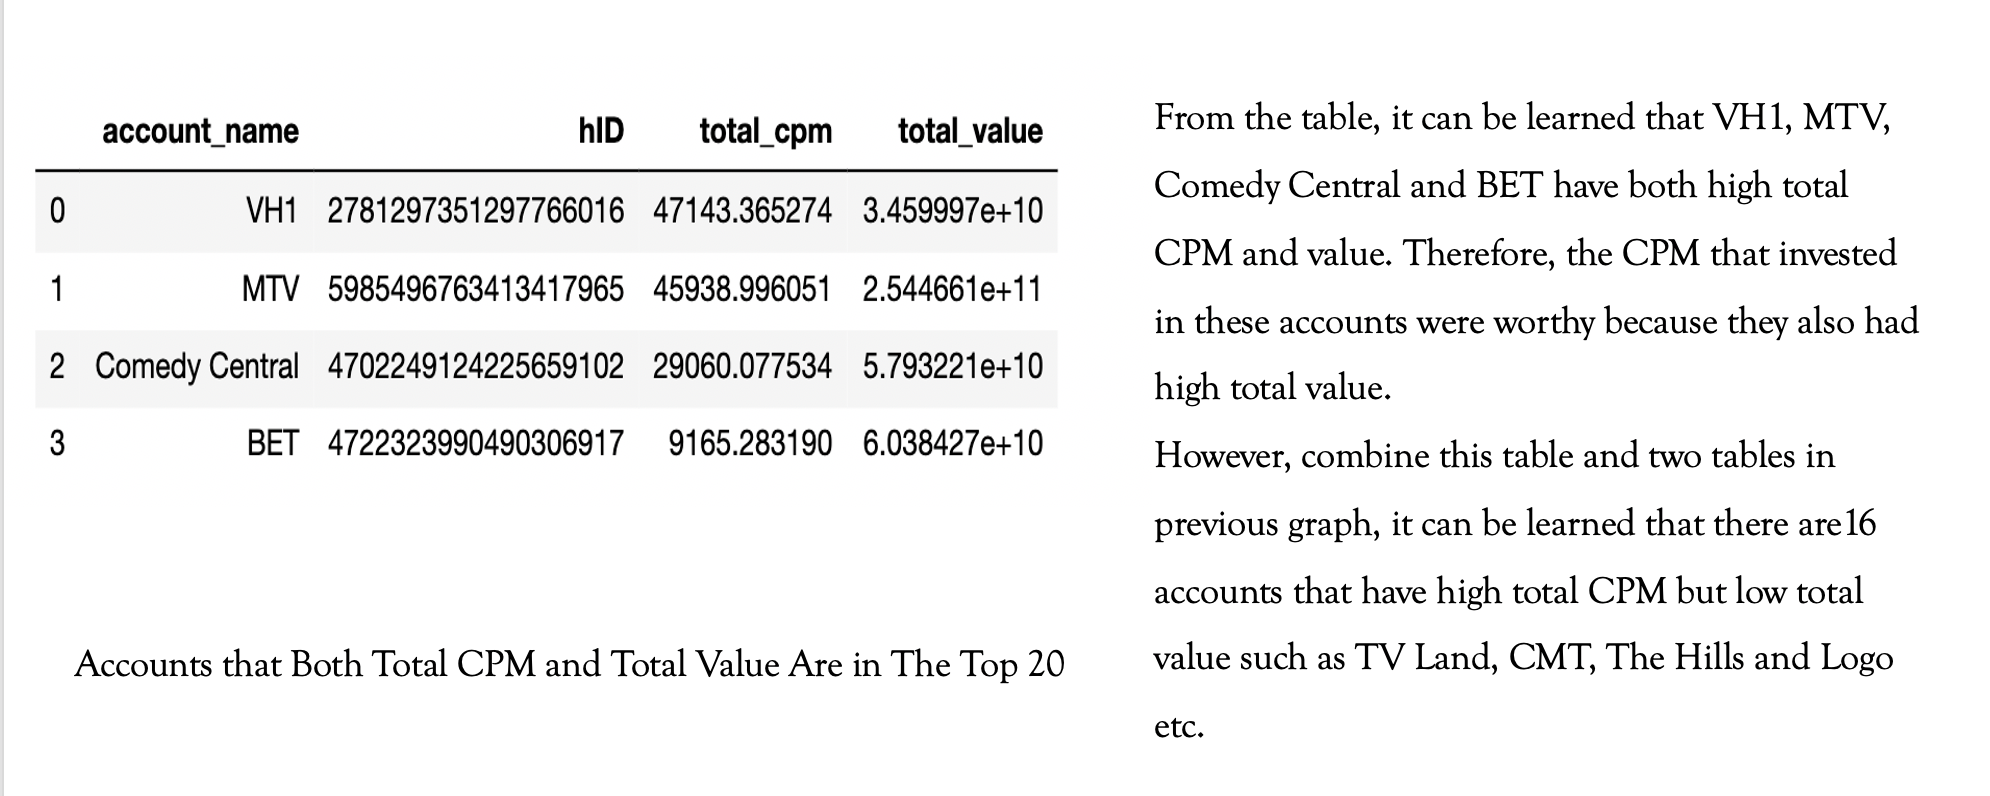 account_name hID total_cpm total_value
0 VH1 2781297351297766016 47143.365274 3.459997e+10
1 MTV 5985496763413417965 45938.996051 2.544661e+11
2 Comedy Central 4702249124225659102 29060.077534 5.793221e+10
3 BET 4722323990490306917 9165.283190 6.038427e+10
Accounts that Both Total CPM and Total Value Are in The Top 20
From the table, it can be learned that VH1, MTV,
Comedy Central and BET have both high total
CPM and value. Therefore, the CPM that invested
in these accounts were worthy because they also had
high total value.
However, combine this table and two tables in
previous graph, it can be learned that there are16
accounts that have high total CPM but low total
value such as TV Land, CMT, The Hills and Logo
etc.